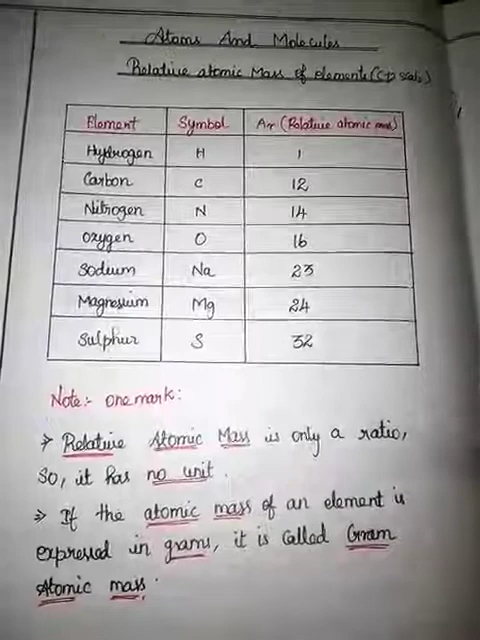 Atoms And Molecules
Relative atomic Mass of elements (C-12 scale)
Element Symbol Ar (Relative atomic mass)
Hydrogen H 1
Carbon C 12
Nitrogen N 14
Oxygen O 16
Sodium Na 23
Magnesium Mg 24
Sulphur S 32
Note:- one mark:
→ Relative Atomic Mass is only a ratio,
So, it has no unit.
→ If the atomic mass of an element is
expressed in grams, it is called Gram
Atomic mass.